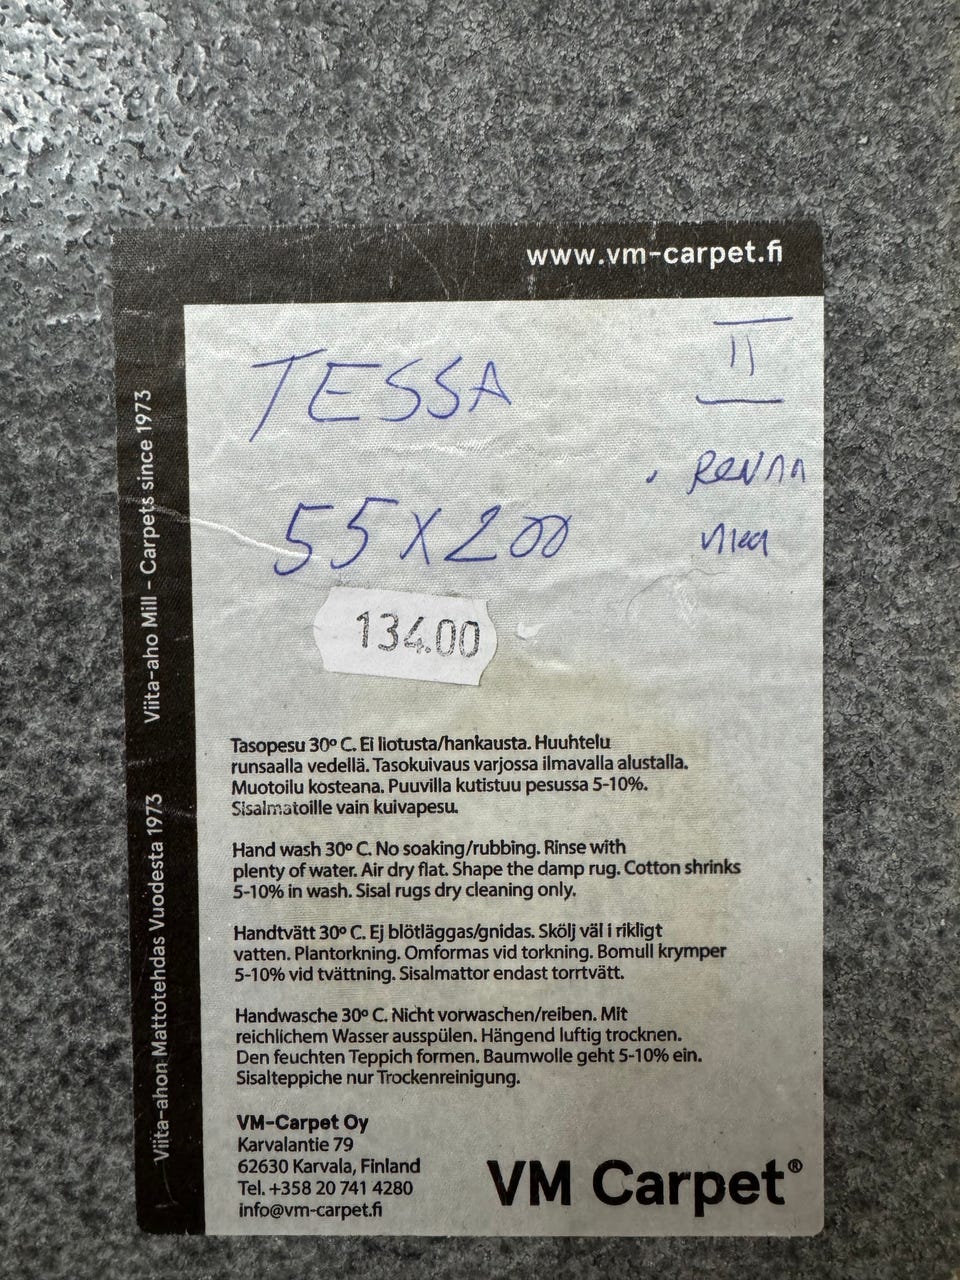 www.vm-carpet.fi
Viita-ahon Mattotehdas Vuodesta 1973
Viita-aho Mill - Carpets since 1973
TESSA
II
55x200
134.00
Tasopesu 30º C. Ei liotusta/hankausta. Huuhtelu
runsaalla vedellä. Tasokuivaus varjossa ilmavalla alustalla.
Muotoilu kosteana. Puuvilla kutistuu pesussa 5-10%.
Sisalmatoille vain kuivapesu.
Hand wash 30º C. No soaking/rubbing. Rinse with
plenty of water. Air dry flat. Shape the damp rug. Cotton shrinks
5-10% in wash. Sisal rugs dry cleaning only.
Handtvätt 30º C. Ej blötläggas/gnidas. Skölj väl i rikligt
vatten. Plantorkning. Omformas vid torkning. Bomull krymper
5-10% vid tvättning. Sisalmattor endast torrtvätt.
Handwasche 30º C. Nicht vorwaschen/reiben. Mit
reichlichem Wasser ausspülen. Hängend luftig trocknen.
Den feuchten Teppich formen. Baumwolle geht 5-10% ein.
Sisalteppiche nur Trockenreinigung.
VM-Carpet Oy
Karvalantie 79
62630 Karvala, Finland
Tel. +358 20 741 4280
info@vm-carpet.fi
VM Carpet®